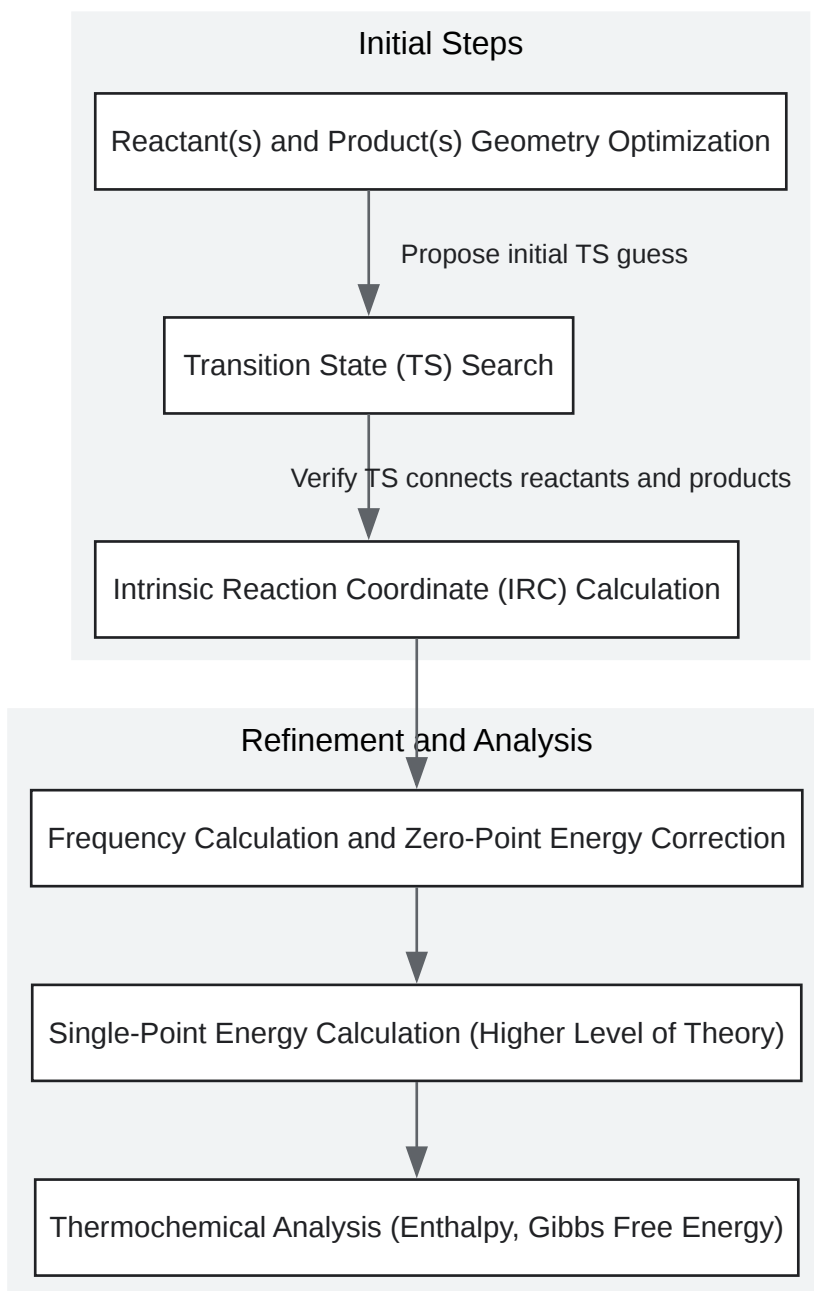 Initial Steps
Reactant(s) and Product(s) Geometry Optimization
Propose initial TS guess
Transition State (TS) Search
Verify TS connects reactants and products
Intrinsic Reaction Coordinate (IRC) Calculation
Refinement and Analysis
Frequency Calculation and Zero-Point Energy Correction
Single-Point Energy Calculation (Higher Level of Theory)
Thermochemical Analysis (Enthalpy, Gibbs Free Energy)